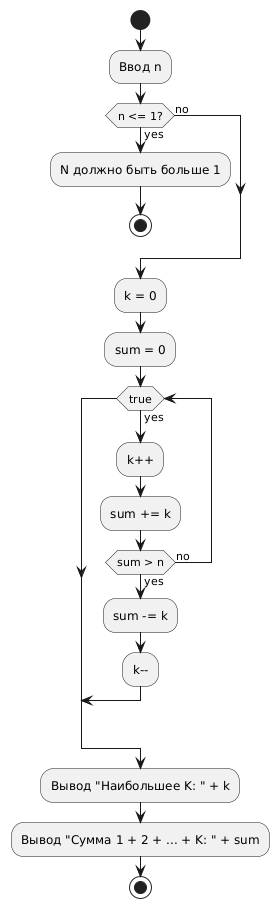 Ввод n
n <= 1?
no
yes
N должно быть больше 1
k = 0
sum = 0
true
yes
k++
sum += k
sum > n
no
yes
sum -= k
k--
Вывод "Наибольшее K: " + k
Вывод "Сумма 1 + 2 + ... + K: " + sum